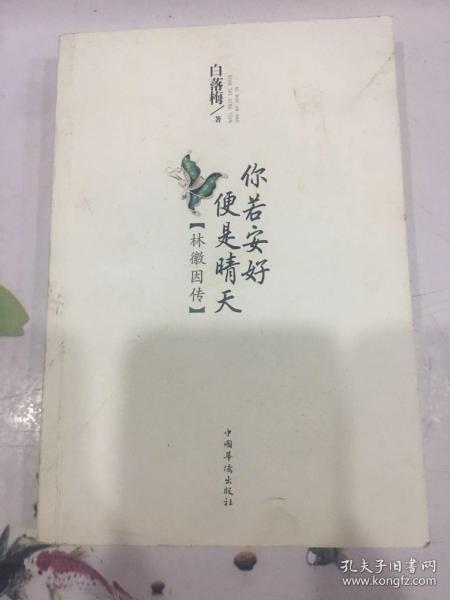 白落梅/著
你若安好
便是晴天
【林徽因传】
中国华侨出版社
孔夫子旧书网
www.kongfz.com